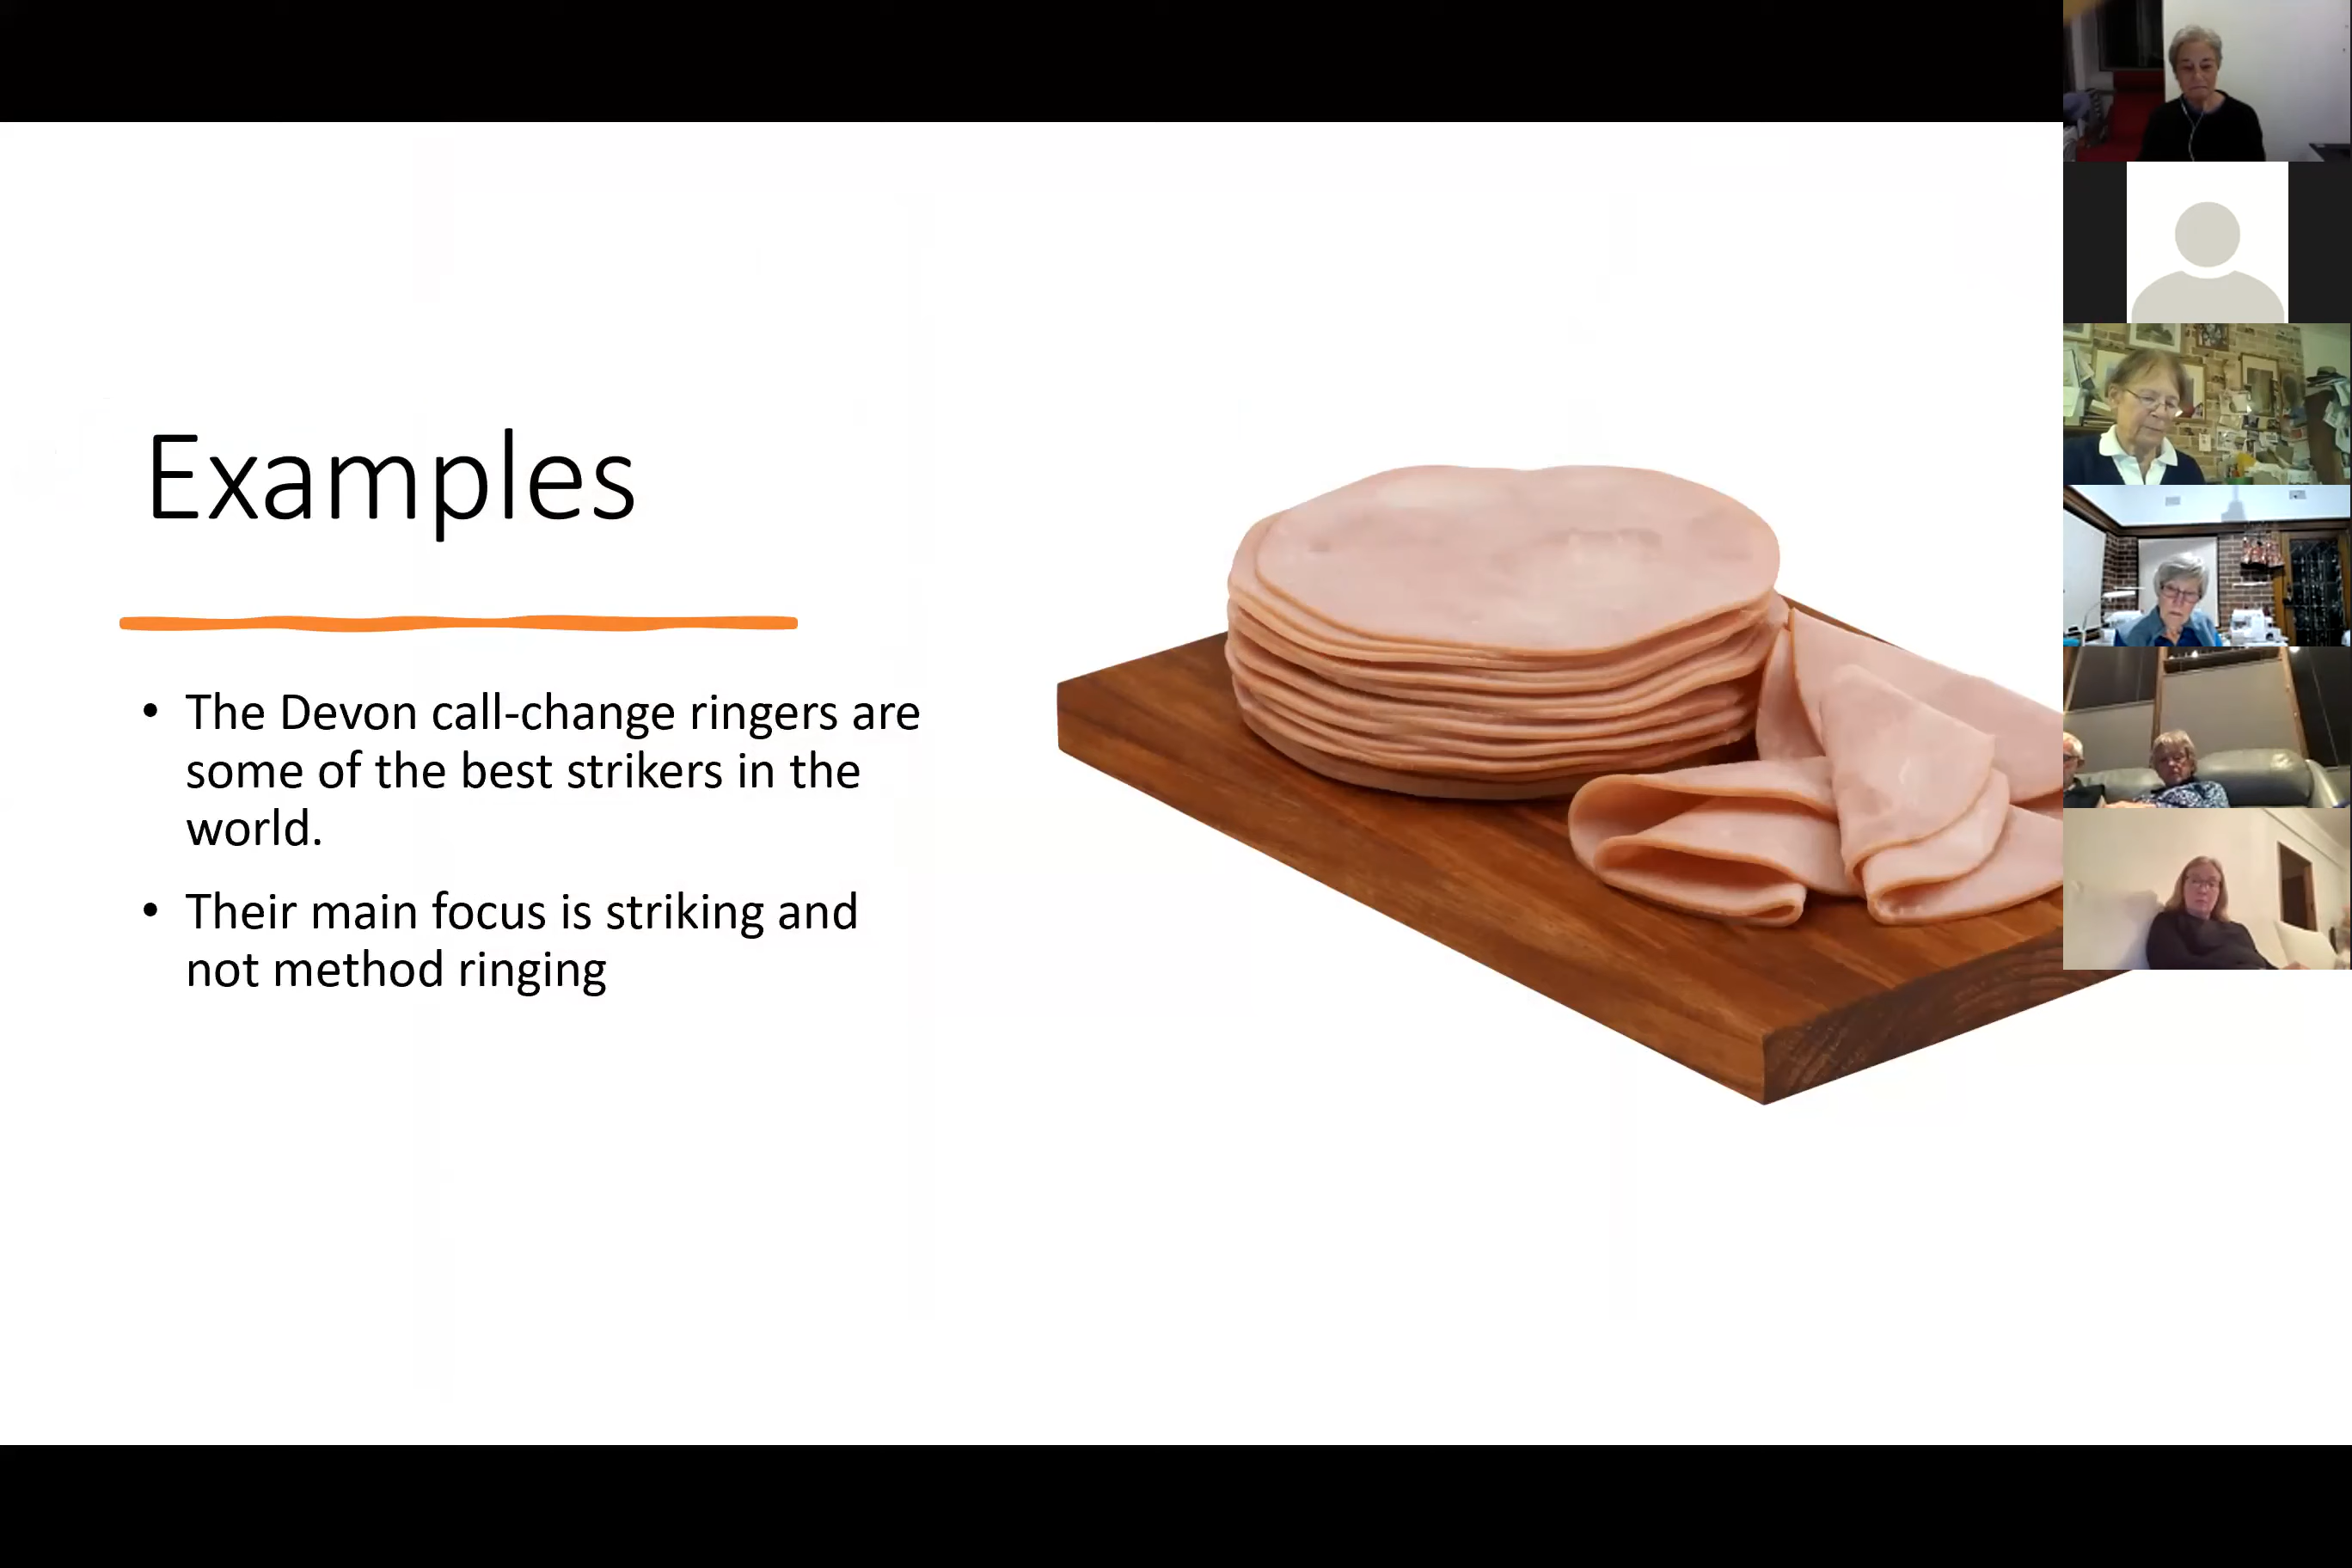 Examples
• The Devon call-change ringers are
some of the best strikers in the
world.
• Their main focus is striking and
not method ringing